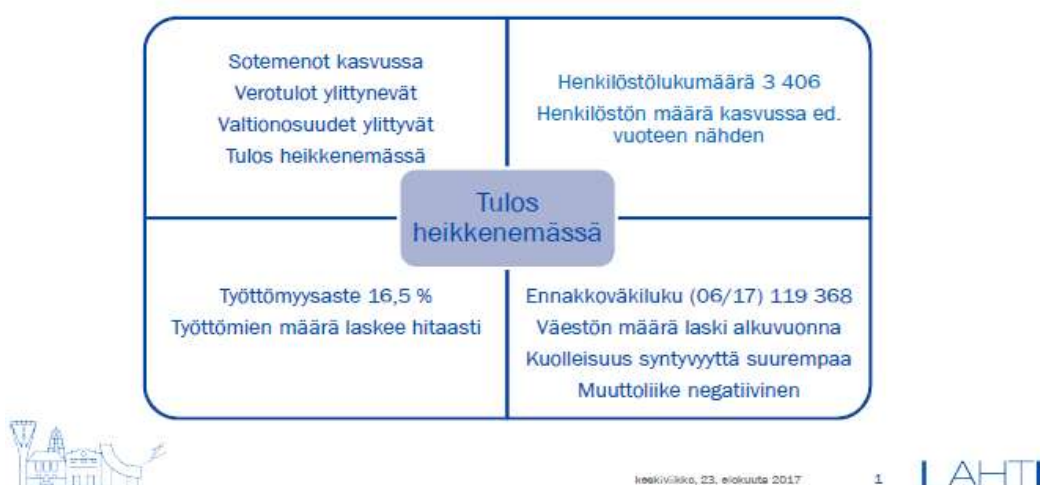 Sotemenot kasvussa
Verotulot ylittynevät
Valtionosuudet ylittyvät
Tulos heikkenemässä
Henkilöstölukumäärä 3 406
Henkilöstön määrä kasvussa ed.
vuoteen nähden
Tulos
heikkenemässä
Työttömyysaste 16,5 %
Työttömien määrä laskee hitaasti
Ennakkoväkiluku (06/17) 119 368
Väestön määrä laski alkuvuonna
Kuolleisuus syntyvyyttä suurempaa
Muuttoliike negatiivinen
keskiviikko, 23. elokuuta 2017
1
LAHTI